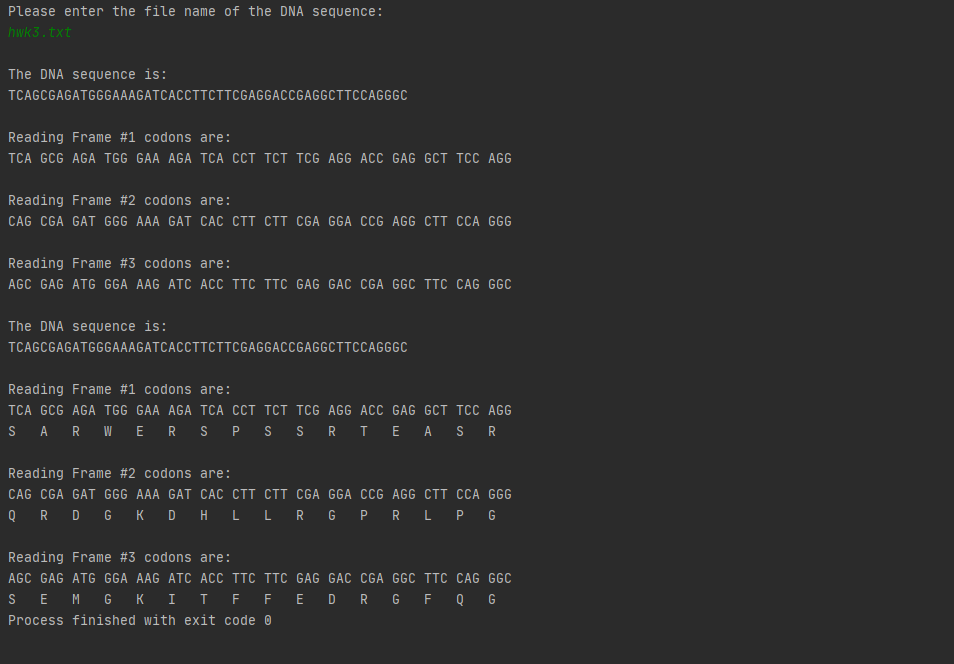 Please enter the file name of the DNA sequence:
hwk3.txt
The DNA sequence is:
TCAGCGAGATGGGAAAGATCACCTTCTTCGAGGACCGAGGCTTCCAGGGC
Reading Frame #1 codons are:
TCA GCG AGA TGG GAA AGA TCA CCT TCT TCG AGG ACC GAG GCT TCC AGG
Reading Frame #2 codons are:
CAG CGA GAT GGG AAA GAT CAC CTT CTT CGA GGA CCG AGG CTT CCA GGG
Reading Frame #3 codons are:
AGC GAG ATG GGA AAG ATC ACC TTC TTC GAG GAC CGA GGC TTC CAG GGC
The DNA sequence is:
TCAGCGAGATGGGAAAGATCACCTTCTTCGAGGACCGAGGCTTCCAGGGC
Reading Frame #1 codons are:
TCA GCG AGA TGG GAA AGA TCA CCT TCT TCG AGG ACC GAG GCT TCC AGG
S   A   R   W   E   R   S   P   S   S   R   T   E   A   S   R
Reading Frame #2 codons are:
CAG CGA GAT GGG AAA GAT CAC CTT CTT CGA GGA CCG AGG CTT CCA GGG
Q   R   D   G   K   D   H   L   L   R   G   P   R   L   P   G
Reading Frame #3 codons are:
AGC GAG ATG GGA AAG ATC ACC TTC TTC GAG GAC CGA GGC TTC CAG GGC
S   E   M   G   K   I   T   F   F   E   D   R   G   F   Q   G
Process finished with exit code 0